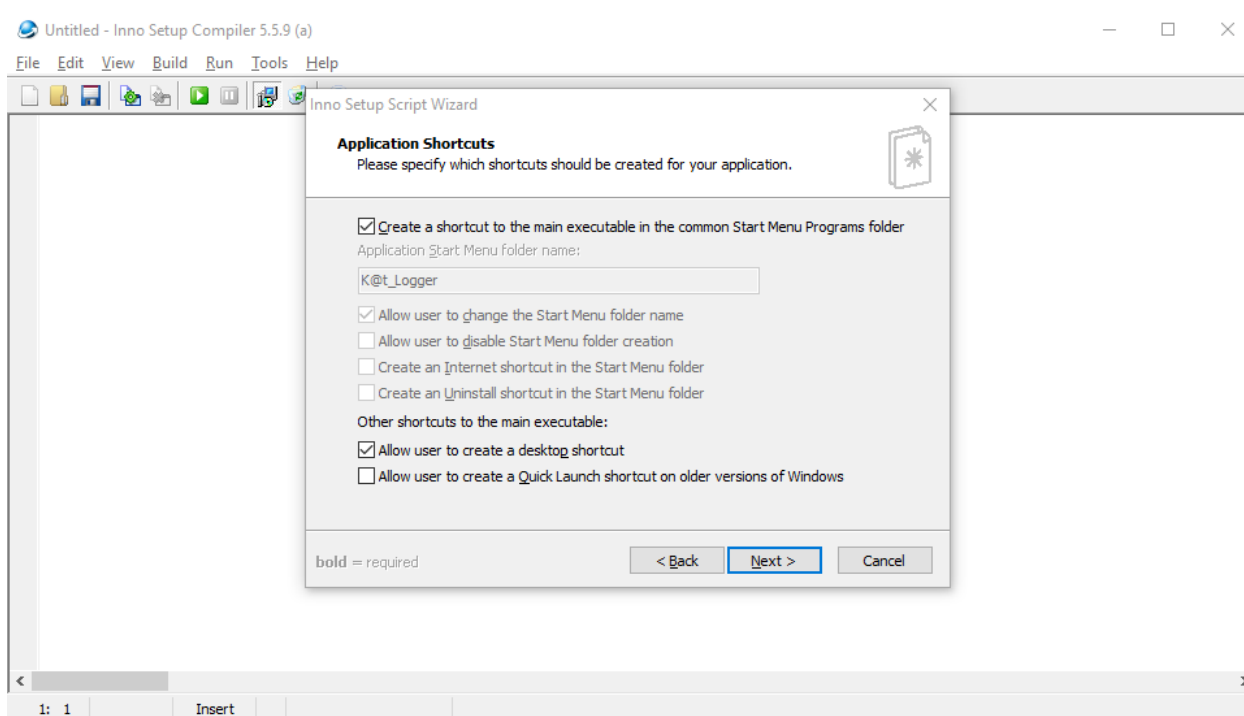 Untitled - Inno Setup Compiler 5.5.9 (a)
File Edit View Build Run Tools Help
Inno Setup Script Wizard
Application Shortcuts
Please specify which shortcuts should be created for your application.
Create a shortcut to the main executable in the common Start Menu Programs folder
Application Start Menu folder name:
K@t_Logger
Allow user to change the Start Menu folder name
Allow user to disable Start Menu folder creation
Create an Internet shortcut in the Start Menu folder
Create an Uninstall shortcut in the Start Menu folder
Other shortcuts to the main executable:
Allow user to create a desktop shortcut
Allow user to create a Quick Launch shortcut on older versions of Windows
bold = required
< Back Next > Cancel
1: 1 Insert